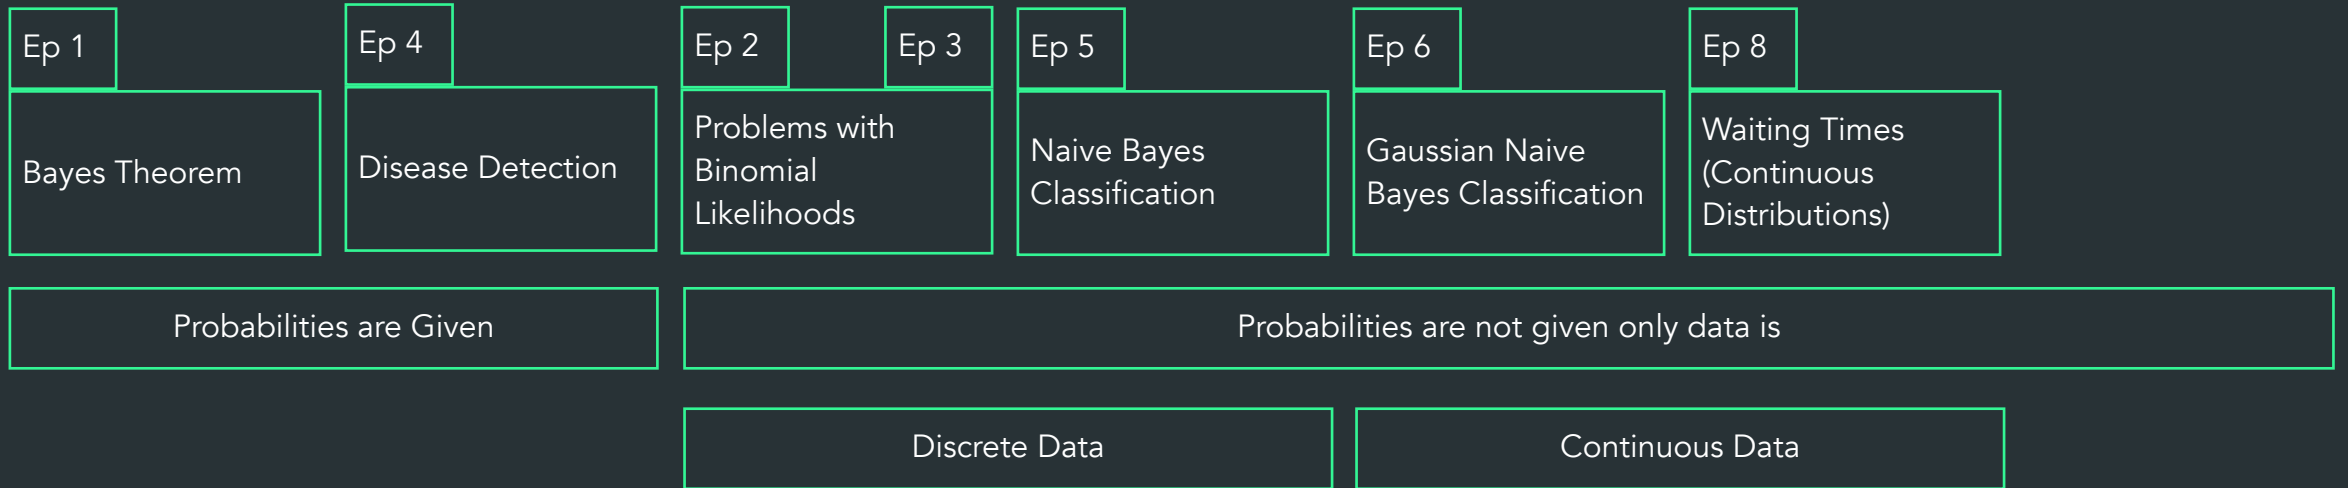 Ep 1
Ep 4
Ep 2
Ep 3
Ep 5
Ep 6
Ep 8
Bayes Theorem
Disease Detection
Problems with
Binomial
Likelihoods
Naive Bayes
Classification
Gaussian Naive
Bayes Classification
Waiting Times
(Continuous
Distributions)
Probabilities are Given
Probabilities are not given only data is
Discrete Data
Continuous Data